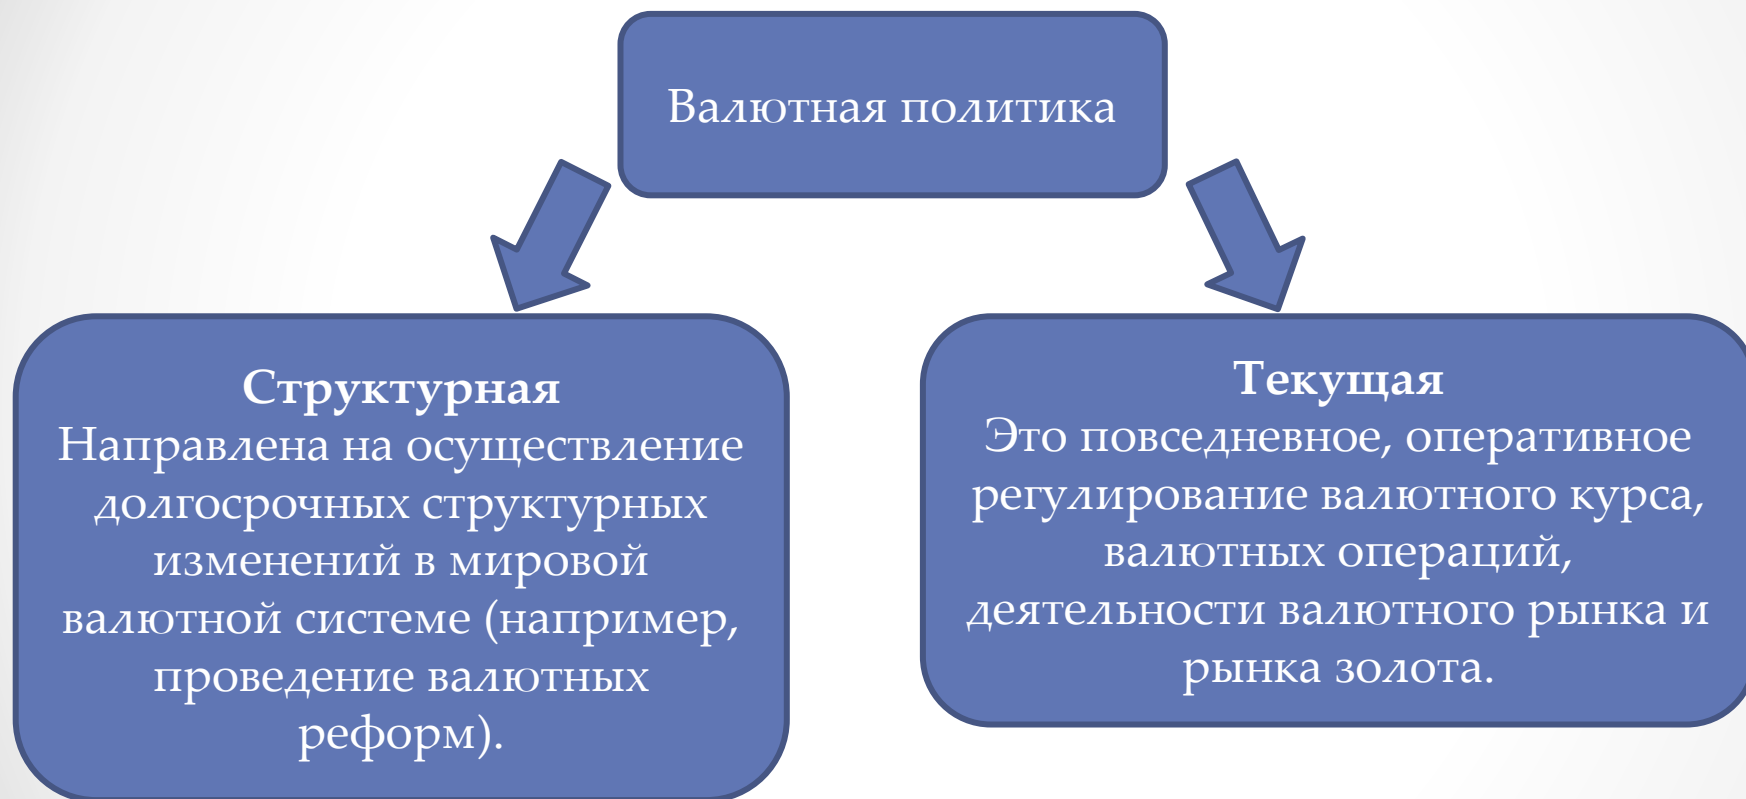 Валютная политика
Структурная
Направлена на осуществление
долгосрочных структурных
изменений в мировой
валютной системе (например,
проведение валютных
реформ).
Текущая
Это повседневное, оперативное
регулирование валютного курса,
валютных операций,
деятельности валютного рынка и
рынка золота.